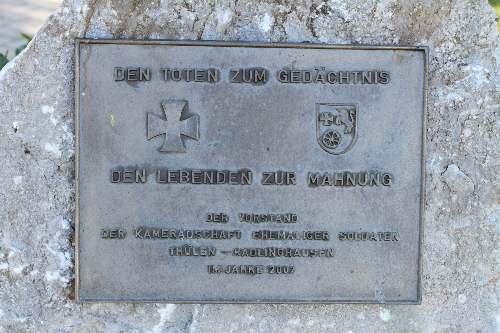 DEN TOTEN ZUM GEDÄCHTNIS
DEN LEBENDEN ZUR MAHNUNG
DER VORSTAND
DER KAMERADSCHAFT EHEMALIGER SOLDATEN
THÜLEN - RADLINGHAUSEN
IM JAHRE 2007